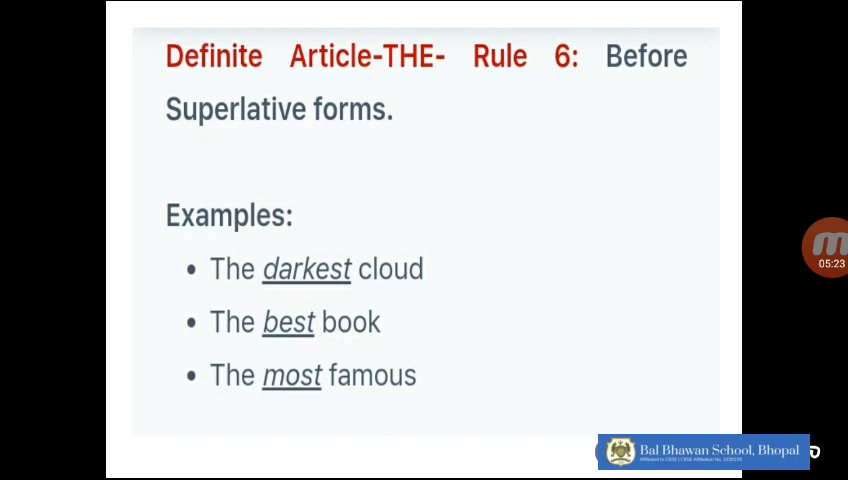 Definite Article-THE- Rule 6: Before
Superlative forms.
Examples:
• The darkest cloud
• The best book
• The most famous
05:23
Bal Bhawan School, Bhopal